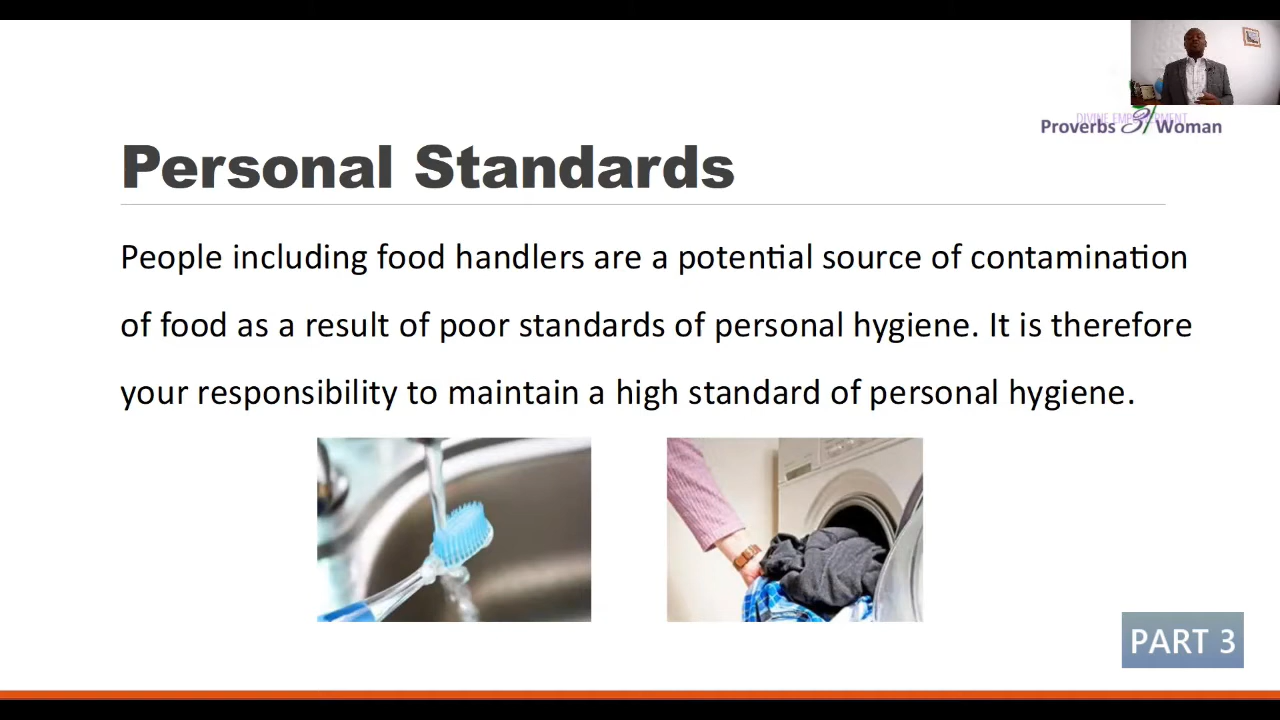 DIVINE EMPOWERMENT
Proverbs 31 Woman
Personal Standards
People including food handlers are a potential source of contamination
of food as a result of poor standards of personal hygiene. It is therefore
your responsibility to maintain a high standard of personal hygiene.
PART 3